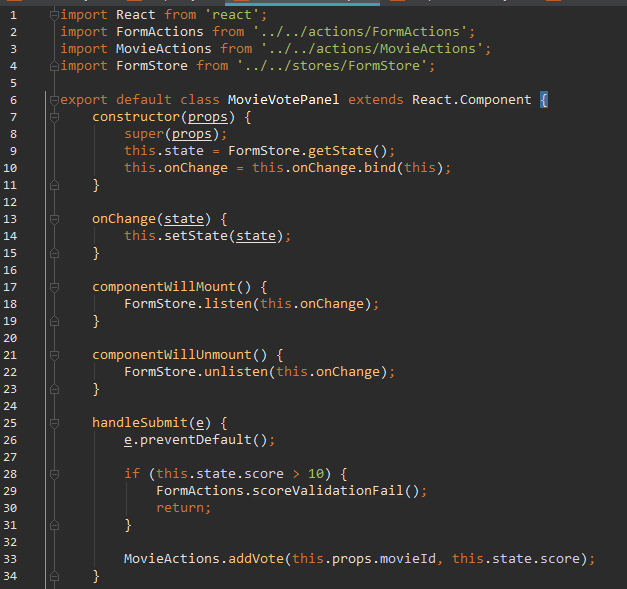 1 import React from 'react';
2 import FormActions from '../../actions/FormActions';
3 import MovieActions from '../../actions/MovieActions';
4 import FormStore from '../../stores/FormStore';
5
6 export default class MovieVotePanel extends React.Component {
7 constructor(props) {
8 super(props);
9 this.state = FormStore.getState();
10 this.onChange = this.onChange.bind(this);
11 }
12
13 onChange(state) {
14 this.setState(state);
15 }
16
17 componentWillMount() {
18 FormStore.listen(this.onChange);
19 }
20
21 componentWillUnmount() {
22 FormStore.unlisten(this.onChange);
23 }
24
25 handleSubmit(e) {
26 e.preventDefault();
27
28 if (this.state.score > 10) {
29 FormActions.scoreValidationFail();
30 return;
31 }
32
33 MovieActions.addVote(this.props.movieId, this.state.score);
34 }